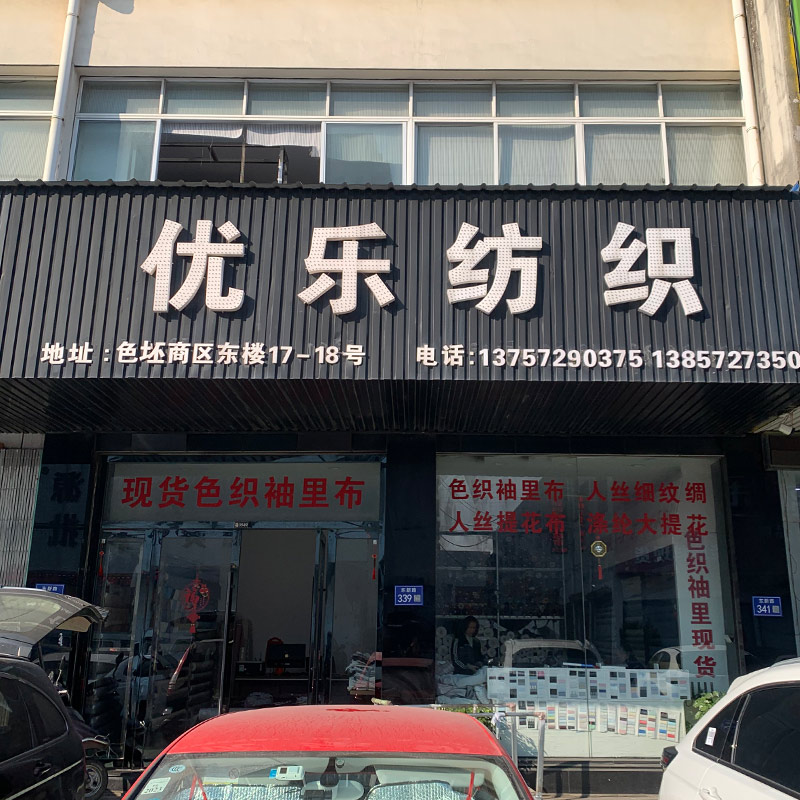 优乐纺织
地址：色坯商区东楼17-18号 电话：13757290375 1385727350
现货色织袖里布
色织袖里布 人丝细纹绸
人丝提花布 涤纶大提花
色织袖里现货
339
341